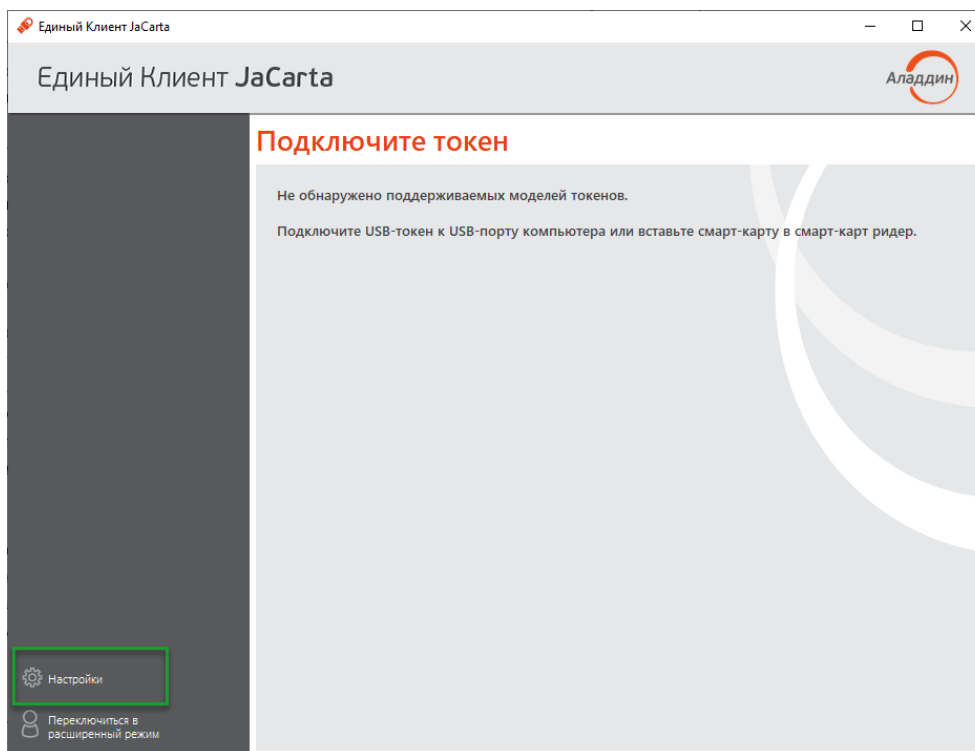 Единый Клиент JaCarta
Единый Клиент JaCarta
Аладдин
Подключите токен
Не обнаружено поддерживаемых моделей токенов.
Подключите USB-токен к USB-порту компьютера или вставьте смарт-карту в смарт-карт ридер.
Настройки
Переключиться в
расширенный режим